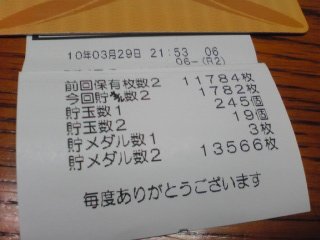 10年03月29日 21:53 06
06-(R2)
前回保有枚数2 11784枚
今回貯 2 1782枚
貯玉数1 245個
貯玉数2 19個
貯メダル数1 3枚
貯メダル数2 13566枚
毎度ありがとうございます